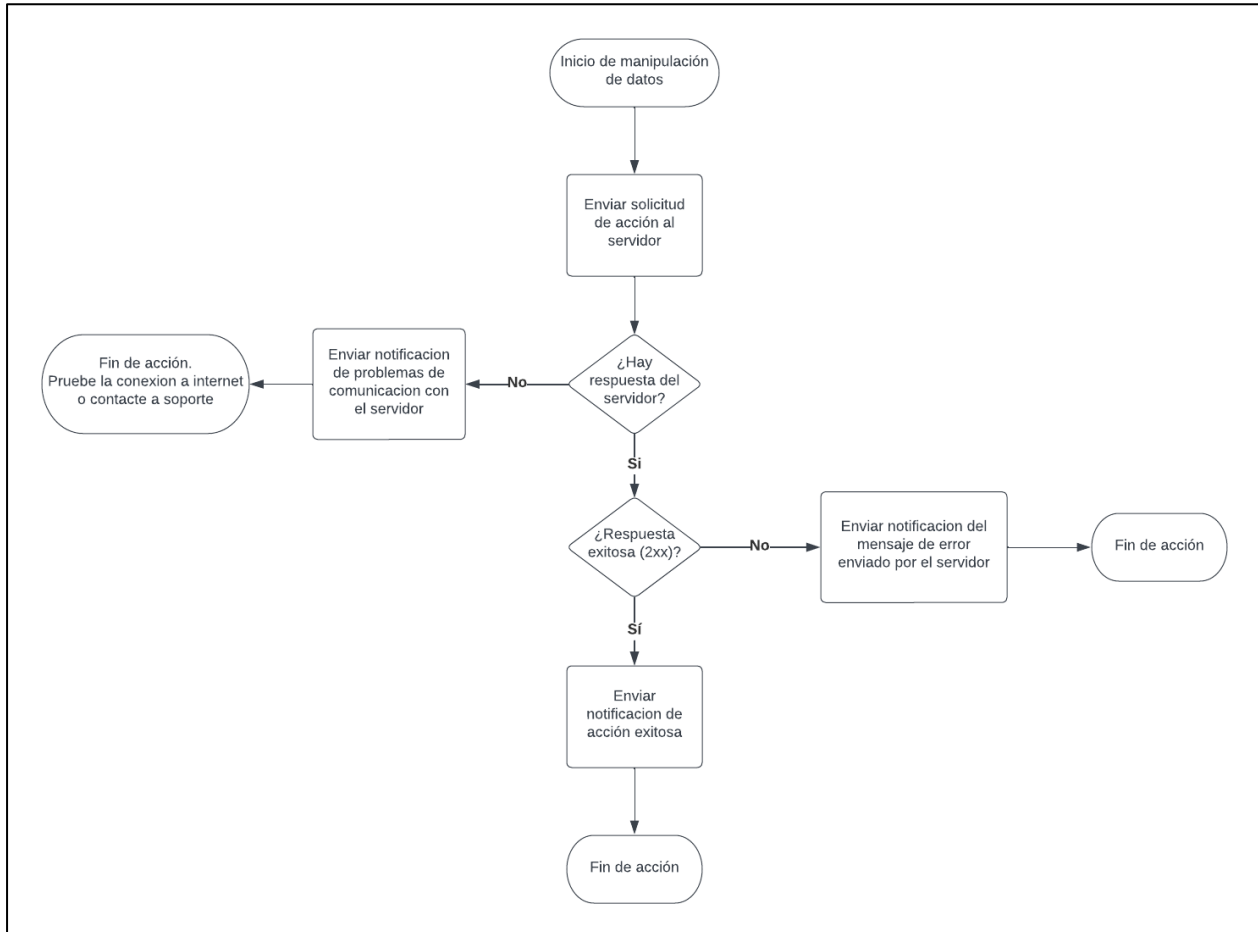 Inicio de manipulación
de datos
Enviar solicitud
de acción al
servidor
¿Hay
respuesta del
servidor?
No
Enviar notificacion
de problemas de
comunicacion con
el servidor
Fin de acción.
Pruebe la conexion a internet
o contacte a soporte
Si
¿Respuesta
exitosa (2xx)?
No
Enviar notificacion del
mensaje de error
enviado por el servidor
Fin de acción
Sí
Enviar
notificacion de
acción exitosa
Fin de acción